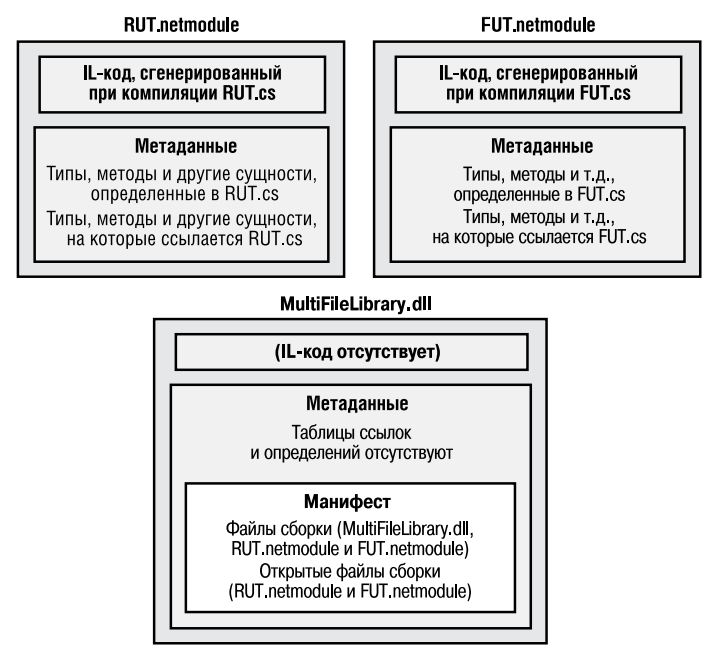 RUT.netmodule
IL-код, сгенерированный
при компиляции RUT.cs
Метаданные
Типы, методы и другие сущности,
определенные в RUT.cs
Типы, методы и другие сущности,
на которые ссылается RUT.cs
FUT.netmodule
IL-код, сгенерированный
при компиляции FUT.cs
Метаданные
Типы, методы и т.д.,
определенные в FUT.cs
Типы, методы и т.д.,
на которые ссылается FUT.cs
MultiFileLibrary.dll
(IL-код отсутствует)
Метаданные
Таблицы ссылок
и определений отсутствуют
Манифест
Файлы сборки (MultiFileLibrary.dll,
RUT.netmodule и FUT.netmodule)
Открытые файлы сборки
(RUT.netmodule и FUT.netmodule)